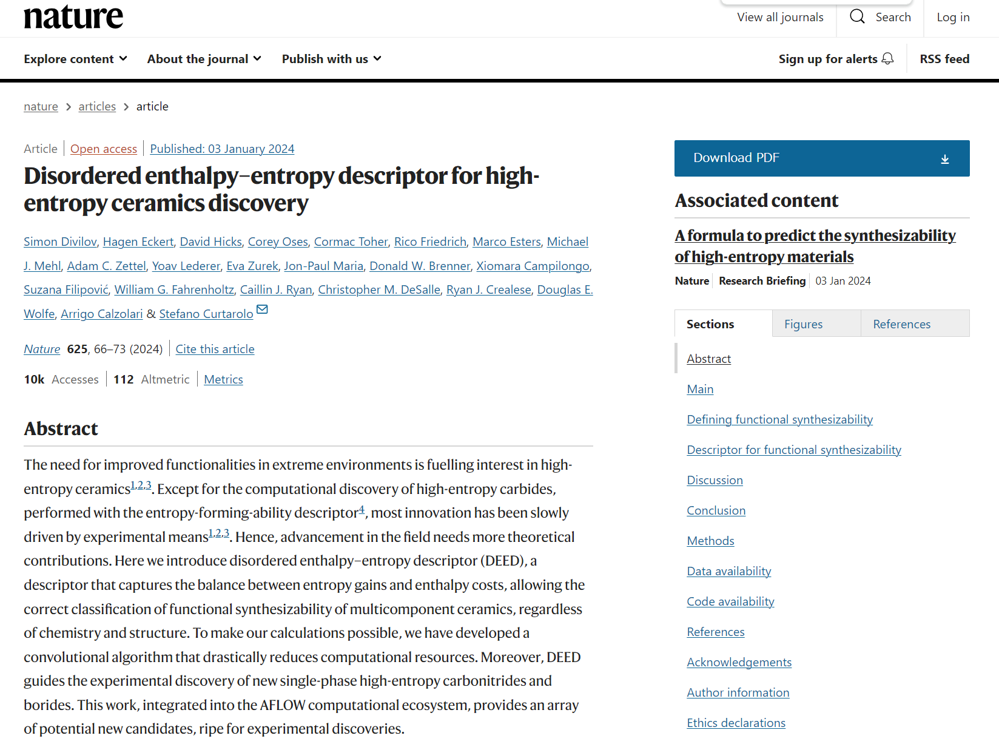 nature
View all journals
Search
Log in
Explore content
About the journal
Publish with us
Sign up for alerts
RSS feed
nature > articles > article
Article | Open access | Published: 03 January 2024
Disordered enthalpy–entropy descriptor for high-
entropy ceramics discovery
Simon Divilov, Hagen Eckert, David Hicks, Corey Oses, Cormac Toher, Rico Friedrich, Marco Esters, Michael
J. Mehl, Adam C. Zettel, Yoav Lederer, Eva Zurek, Jon-Paul Maria, Donald W. Brenner, Xiomara Campilongo,
Suzana Filipović, William G. Fahrenholtz, Caillin J. Ryan, Christopher M. DeSalle, Ryan J. Crealese, Douglas E.
Wolfe, Arrigo Calzolari & Stefano Curtarolo
Nature 625, 66–73 (2024) | Cite this article
10k Accesses | 112 Altmetric | Metrics
Abstract
The need for improved functionalities in extreme environments is fuelling interest in high-
entropy ceramics1,2,3. Except for the computational discovery of high-entropy carbides,
performed with the entropy-forming-ability descriptor4, most innovation has been slowly
driven by experimental means1,2,3. Hence, advancement in the field needs more theoretical
contributions. Here we introduce disordered enthalpy–entropy descriptor (DEED), a
descriptor that captures the balance between entropy gains and enthalpy costs, allowing the
correct classification of functional synthesizability of multicomponent ceramics, regardless
of chemistry and structure. To make our calculations possible, we have developed a
convolutional algorithm that drastically reduces computational resources. Moreover, DEED
guides the experimental discovery of new single-phase high-entropy carbonitrides and
borides. This work, integrated into the AFLOW computational ecosystem, provides an array
of potential new candidates, ripe for experimental discoveries.
Download PDF
Associated content
A formula to predict the synthesizability
of high-entropy materials
Nature | Research Briefing | 03 Jan 2024
Sections
Figures
References
Abstract
Main
Defining functional synthesizability
Descriptor for functional synthesizability
Discussion
Conclusion
Methods
Data availability
Code availability
References
Acknowledgements
Author information
Ethics declarations